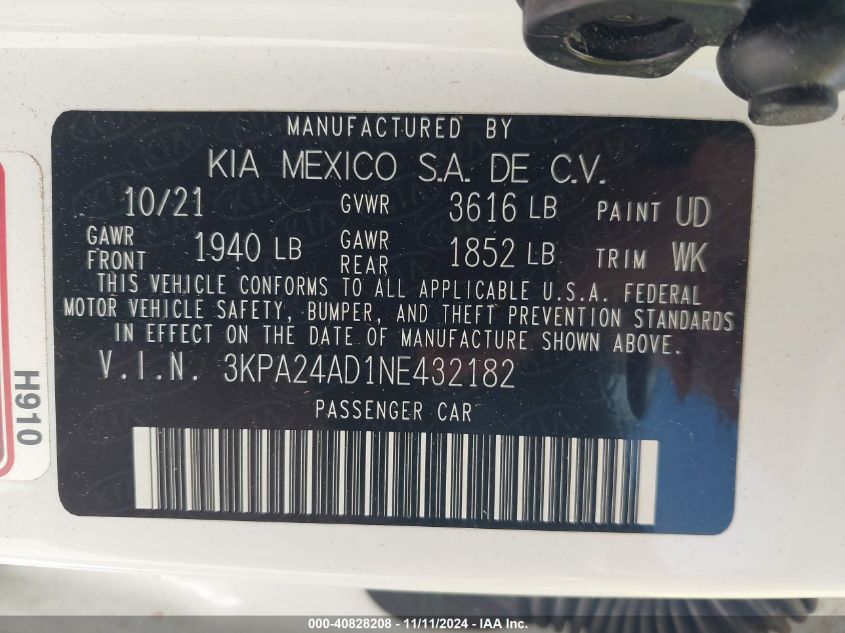 MANUFACTURED BY
KIA MEXICO S.A. DE C.V.
10/21 GVWR 3616 LB PAINT UD
GAWR FRONT 1940 LB GAWR REAR 1852 LB TRIM WK
THIS VEHICLE CONFORMS TO ALL APPLICABLE U.S.A. FEDERAL
MOTOR VEHICLE SAFETY, BUMPER, AND THEFT PREVENTION STANDARDS
IN EFFECT ON THE DATE OF MANUFACTURE SHOWN ABOVE.
V.I.N. 3KPA24AD1NE432182
PASSENGER CAR
H910
000-40828208 - 11/11/2024 - IAA Inc.